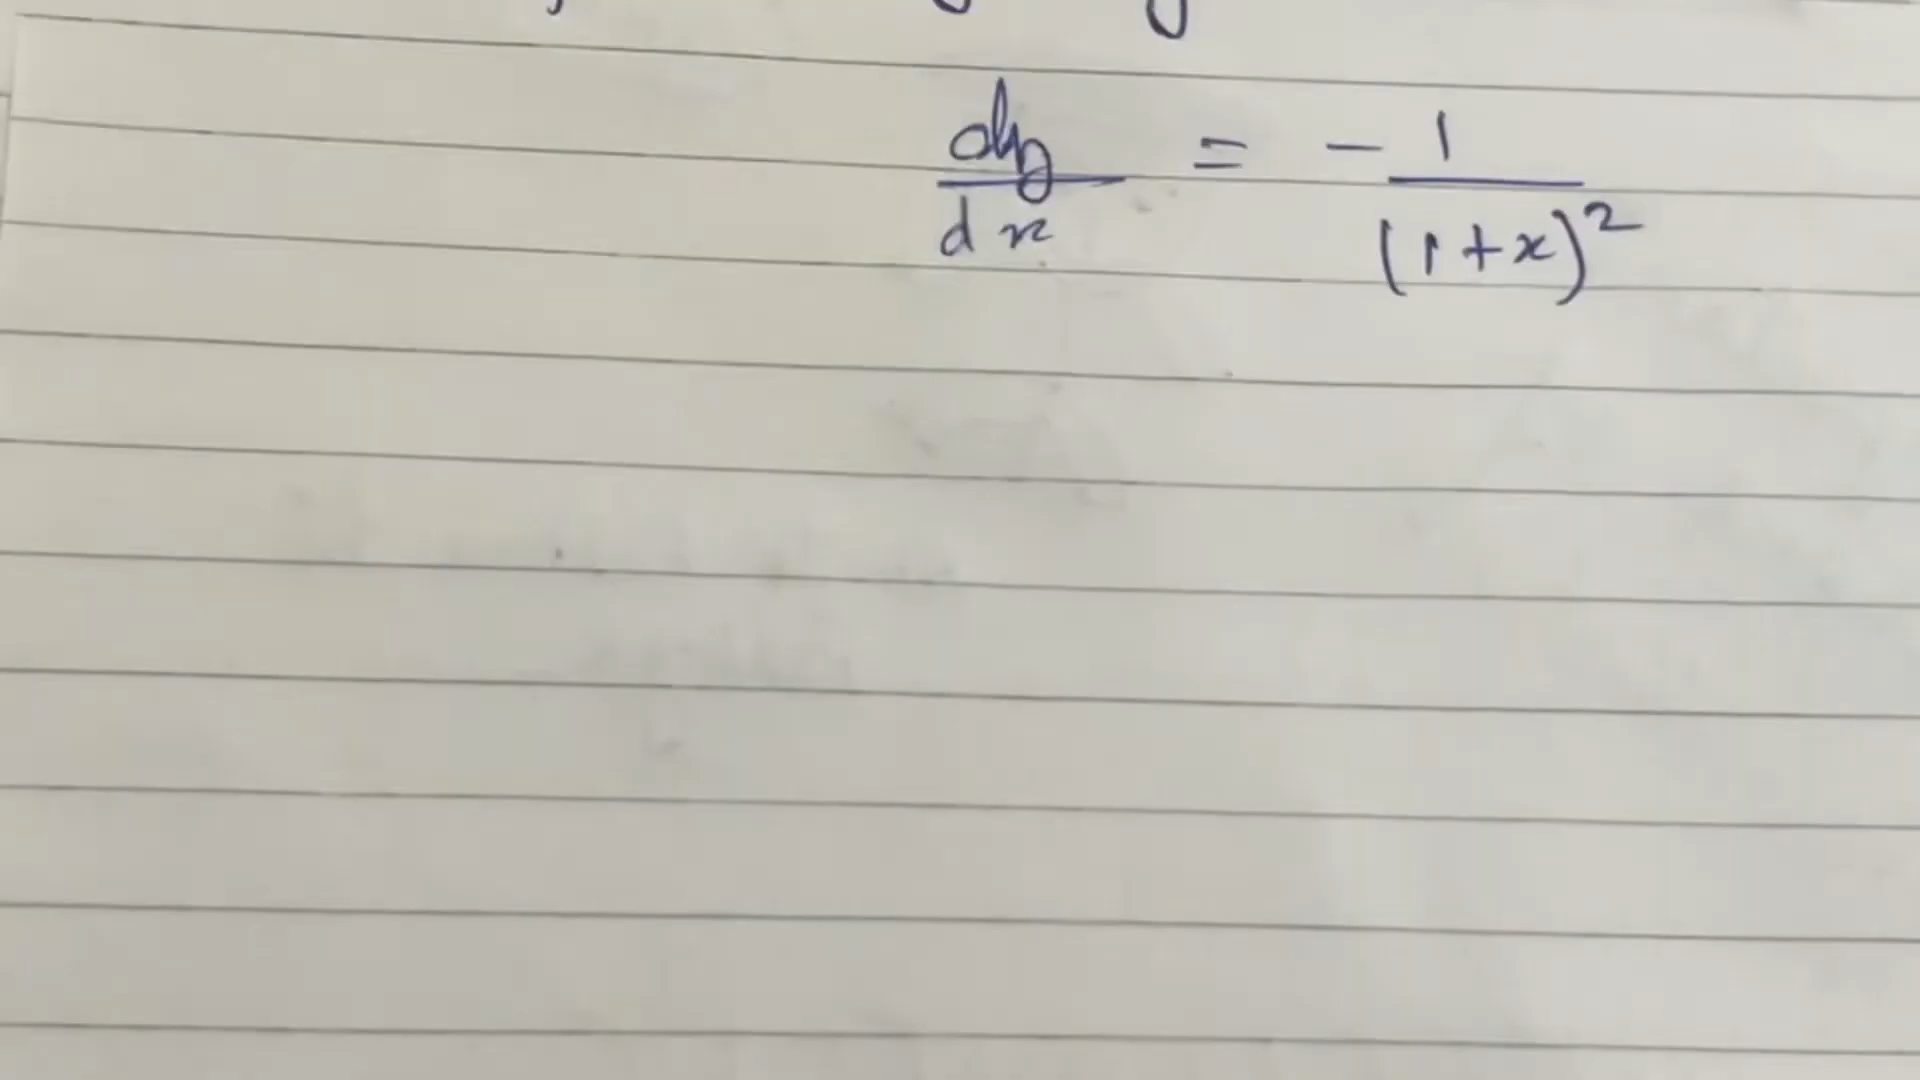 dy/dx = - 1/(1+x)²